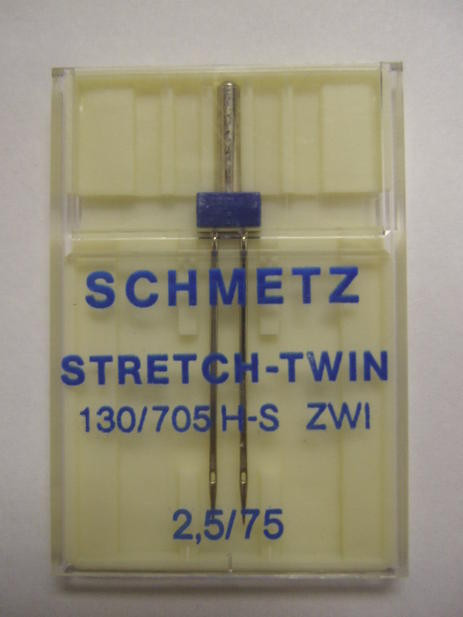 SCHMETZ
STRETCH-TWIN
130/705 H-S ZWI
2,5/75